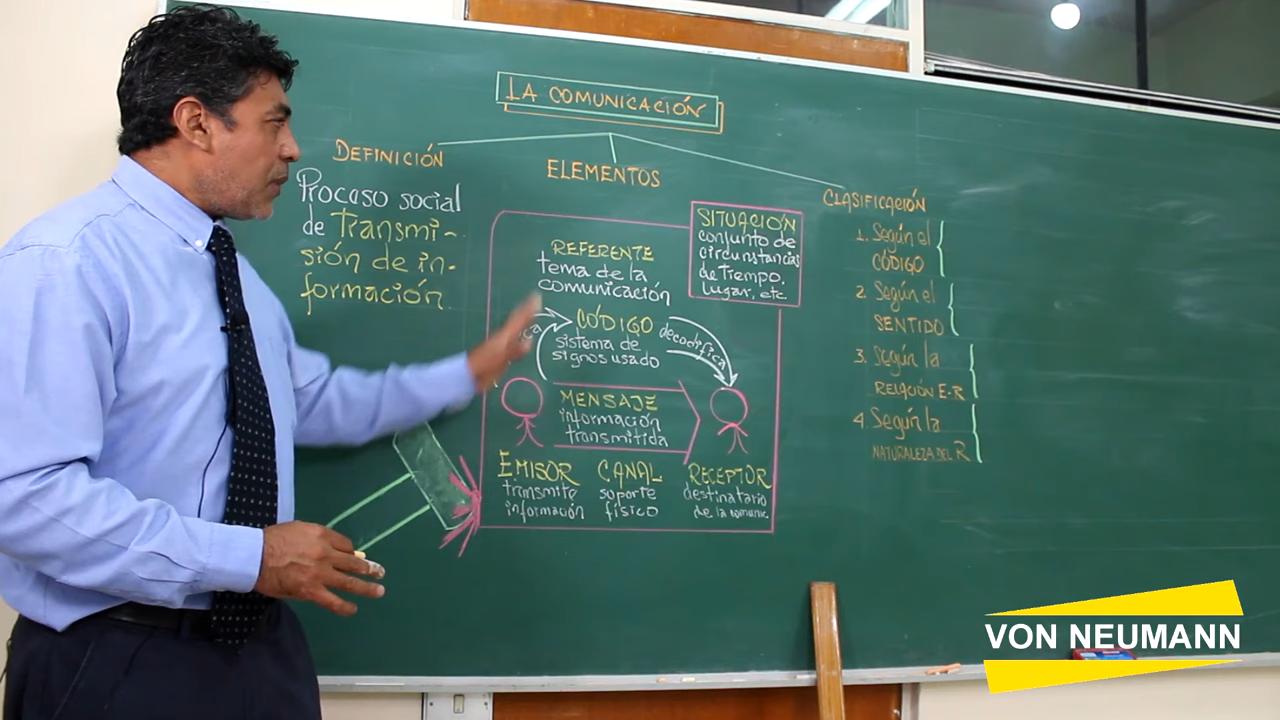 LA COMUNICACIÓN
DEFINICIÓN
Proceso social
de Transmi-
sión de in-
formación.
ELEMENTOS
SITUACIÓN
conjunto de
circunstancias
de Tiempo,
Lugar, etc.
REFERENTE
tema de la
comunicación
CÓDIGO
sistema de
signos usado
decodifica
MENSAJE
información
transmitida
EMISOR
transmite
información
CANAL
soporte
físico
RECEPTOR
destinatario
de la comunic.
CLASIFICACIÓN
1. Según el
CÓDIGO
2. Según el
SENTIDO
3. Según la
RELACIÓN E-R
4. Según la
NATURALEZA DEL R
VON NEUMANN